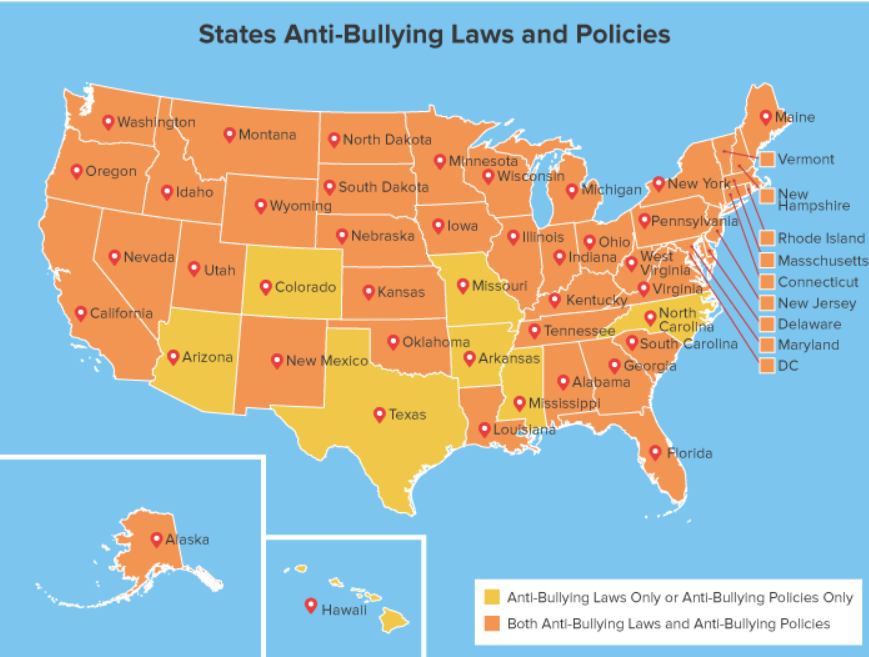 States Anti-Bullying Laws and Policies
Washington
Montana
North Dakota
Minnesota
Maine
Oregon
Idaho
Wyoming
South Dakota
Wisconsin
Michigan
New York
Vermont
New
Hampshire
Nevada
Utah
Nebraska
Iowa
Illinois
Indiana
Ohio
Pennsylvania
West
Virginia
Virginia
Rhode Island
Masschusetts
Connecticut
New Jersey
Delaware
Maryland
DC
California
Colorado
Kansas
Missouri
Kentucky
Tennessee
North
Carolina
South Carolina
Arizona
New Mexico
Oklahoma
Arkansas
Georgia
Alabama
Mississippi
Texas
Louisiana
Florida
Alaska
Hawaii
Anti-Bullying Laws Only or Anti-Bullying Policies Only
Both Anti-Bullying Laws and Anti-Bullying Policies